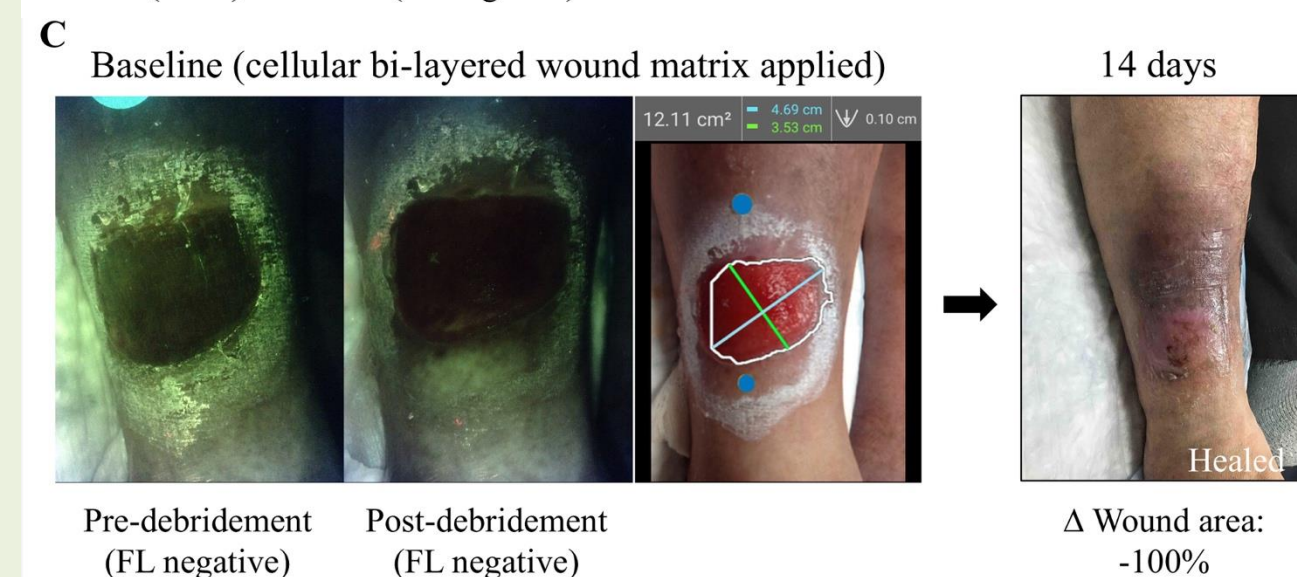 C
Baseline (cellular bi-layered wound matrix applied)
14 days
12.11 cm²
4.69 cm
3.53 cm
0.10 cm
Healed
Pre-debridement
(FL negative)
Post-debridement
(FL negative)
Δ Wound area:
-100%